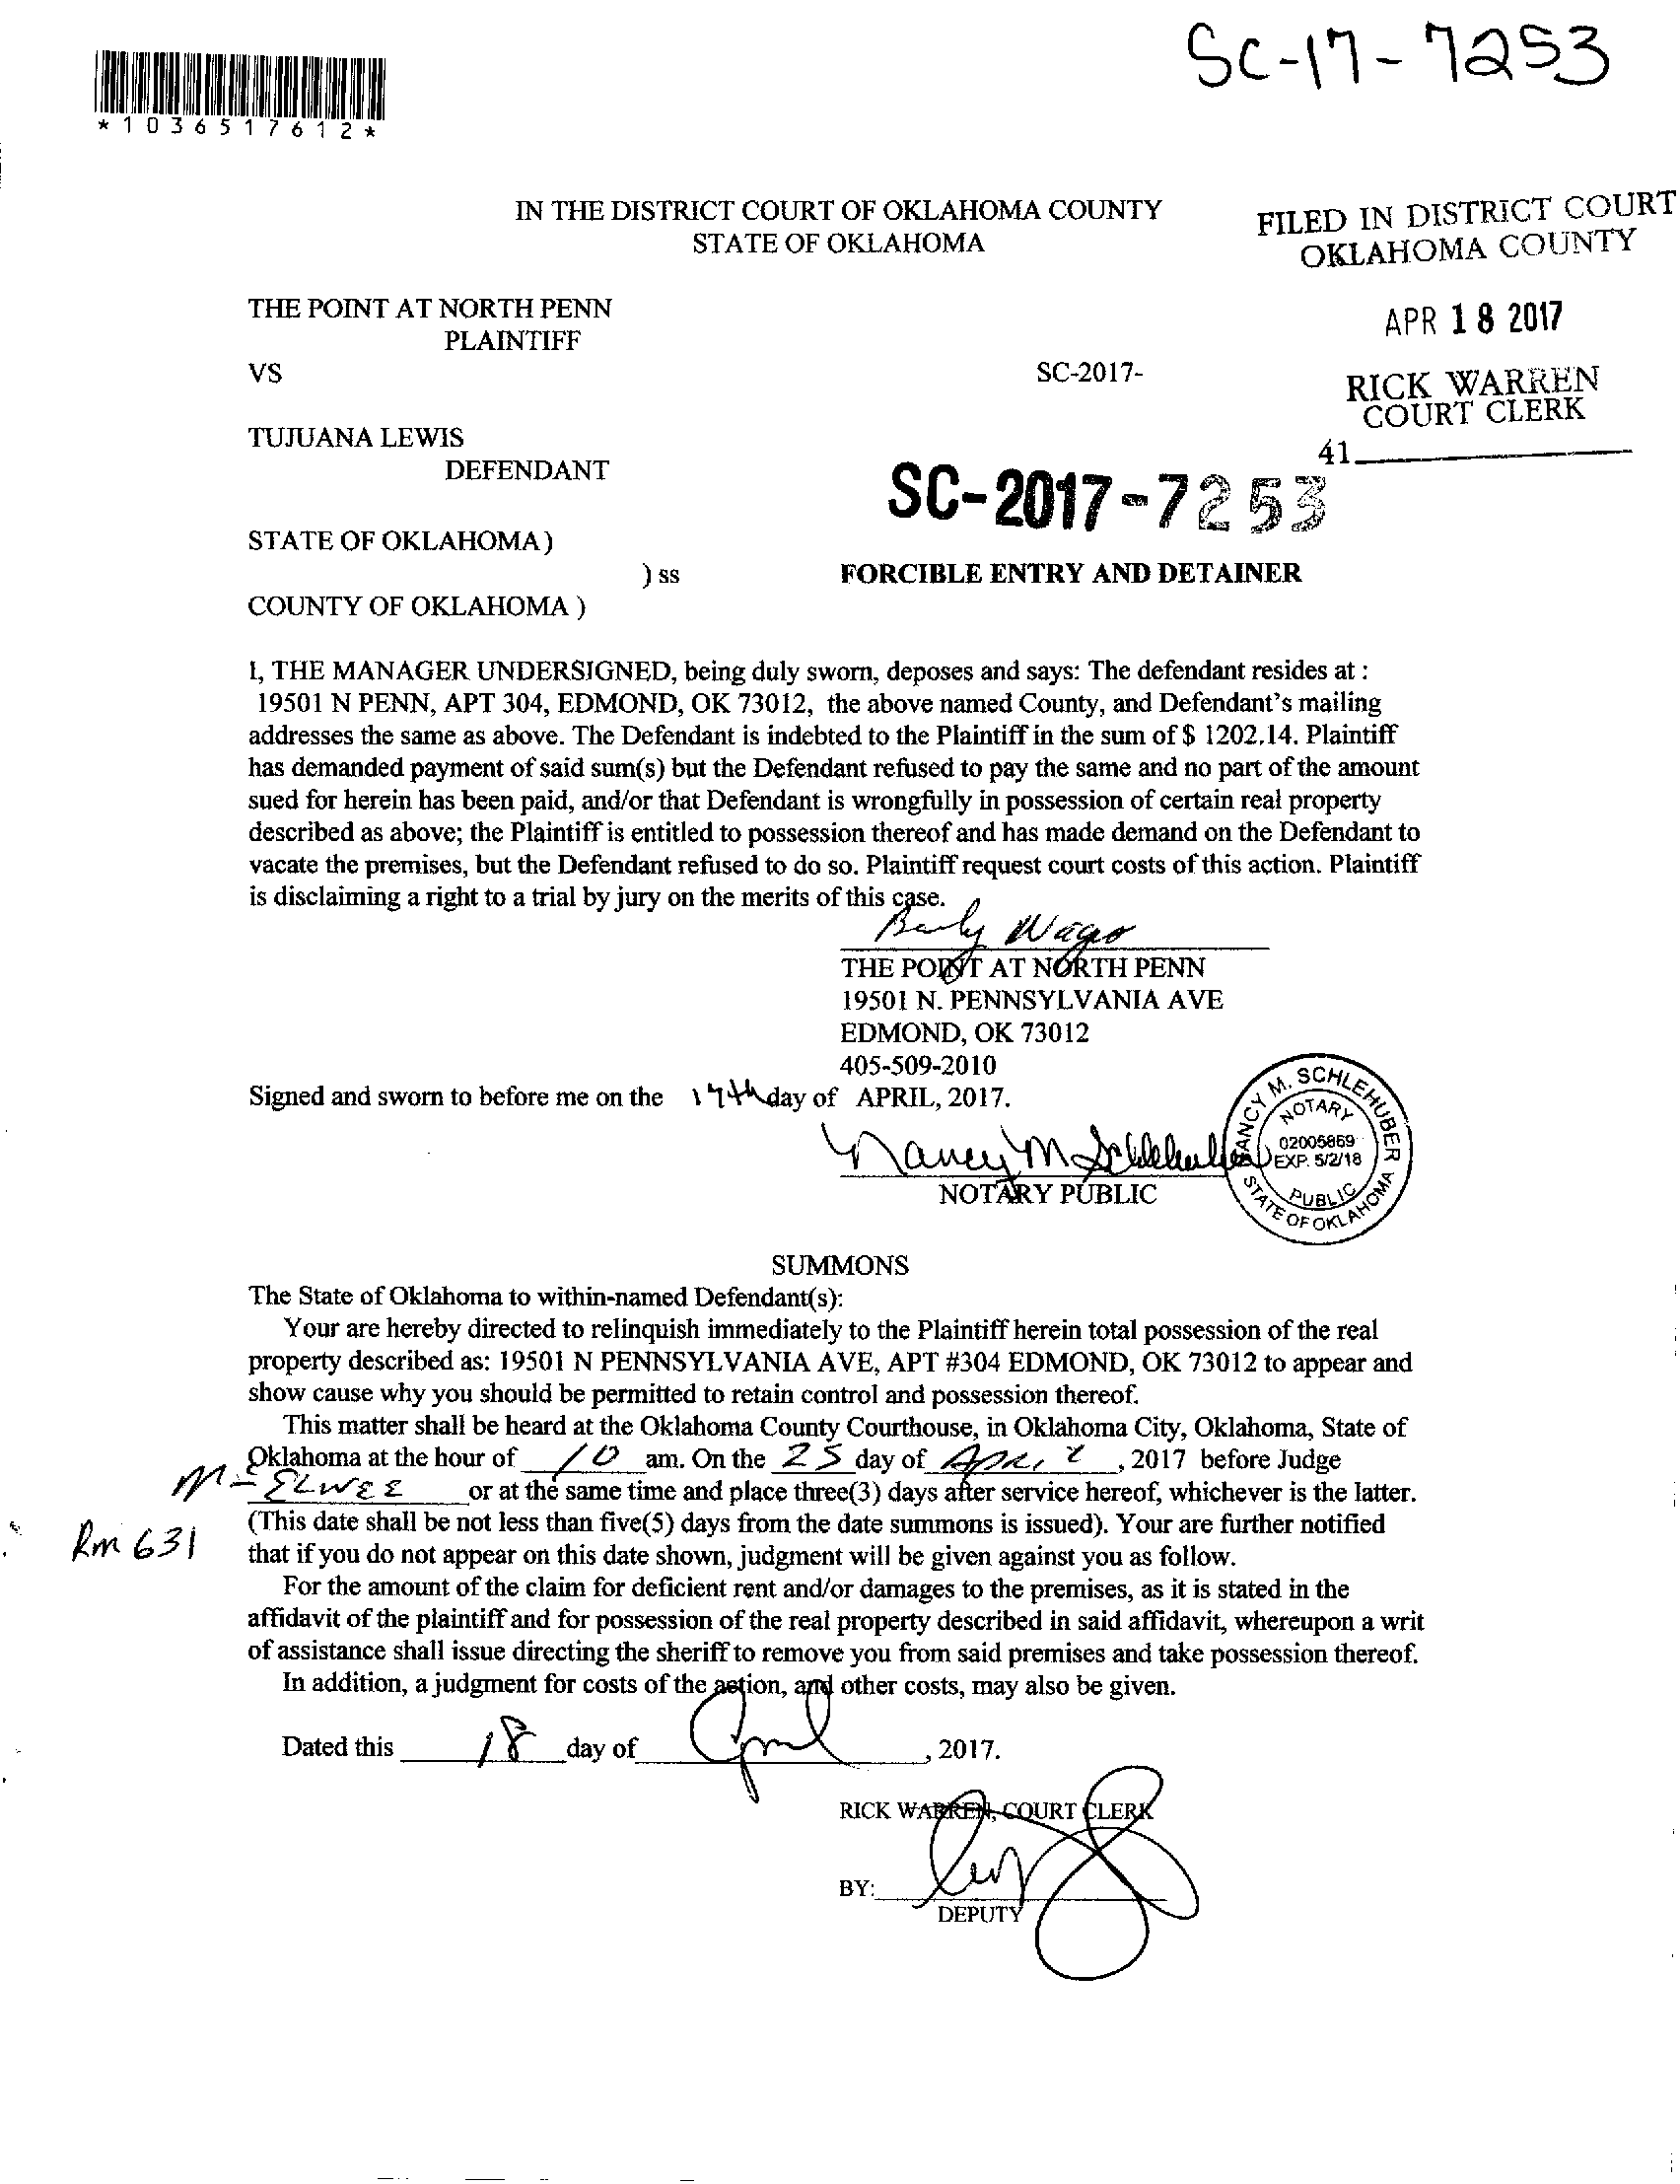 SC-17-7253
*1036517612*
IN THE DISTRICT COURT OF OKLAHOMA COUNTY
STATE OF OKLAHOMA
FILED IN DISTRICT COURT
OKLAHOMA COUNTY
THE POINT AT NORTH PENN
PLAINTIFF
APR 18 2017
VS
SC-2017-
RICK WARREN
COURT CLERK
41
TUJUANA LEWIS
DEFENDANT
SC-2017-7253
STATE OF OKLAHOMA)
) ss
FORCIBLE ENTRY AND DETAINER
COUNTY OF OKLAHOMA )
I, THE MANAGER UNDERSIGNED, being duly sworn, deposes and says: The defendant resides at :
19501 N PENN, APT 304, EDMOND, OK 73012, the above named County, and Defendant's mailing
addresses the same as above. The Defendant is indebted to the Plaintiff in the sum of $ 1202.14. Plaintiff
has demanded payment of said sum(s) but the Defendant refused to pay the same and no part of the amount
sued for herein has been paid, and/or that Defendant is wrongfully in possession of certain real property
described as above; the Plaintiff is entitled to possession thereof and has made demand on the Defendant to
vacate the premises, but the Defendant refused to do so. Plaintiff request court costs of this action. Plaintiff
is disclaiming a right to a trial by jury on the merits of this case.
THE POINT AT NORTH PENN
19501 N. PENNSYLVANIA AVE
EDMOND, OK 73012
405-509-2010
Signed and sworn to before me on the 17th day of APRIL, 2017.
Nancy M Schlehuber
NOTARY PUBLIC
NANCY M. SCHLEHUBER
NOTARY
02005869
EXP. 5/2/18
PUBLIC
STATE OF OKLAHOMA
SUMMONS
The State of Oklahoma to within-named Defendant(s):
Your are hereby directed to relinquish immediately to the Plaintiff herein total possession of the real
property described as: 19501 N PENNSYLVANIA AVE, APT #304 EDMOND, OK 73012 to appear and
show cause why you should be permitted to retain control and possession thereof.
This matter shall be heard at the Oklahoma County Courthouse, in Oklahoma City, Oklahoma, State of
Oklahoma at the hour of 10 am. On the 25 day of April, 2017 before Judge
McElwee or at the same time and place three(3) days after service hereof, whichever is the latter.
Rm 631
(This date shall be not less than five(5) days from the date summons is issued). Your are further notified
that if you do not appear on this date shown, judgment will be given against you as follow.
For the amount of the claim for deficient rent and/or damages to the premises, as it is stated in the
affidavit of the plaintiff and for possession of the real property described in said affidavit, whereupon a writ
of assistance shall issue directing the sheriff to remove you from said premises and take possession thereof.
In addition, a judgment for costs of the action, and other costs, may also be given.
Dated this 18 day of April, 2017.
RICK WARREN, COURT CLERK
BY:
DEPUTY